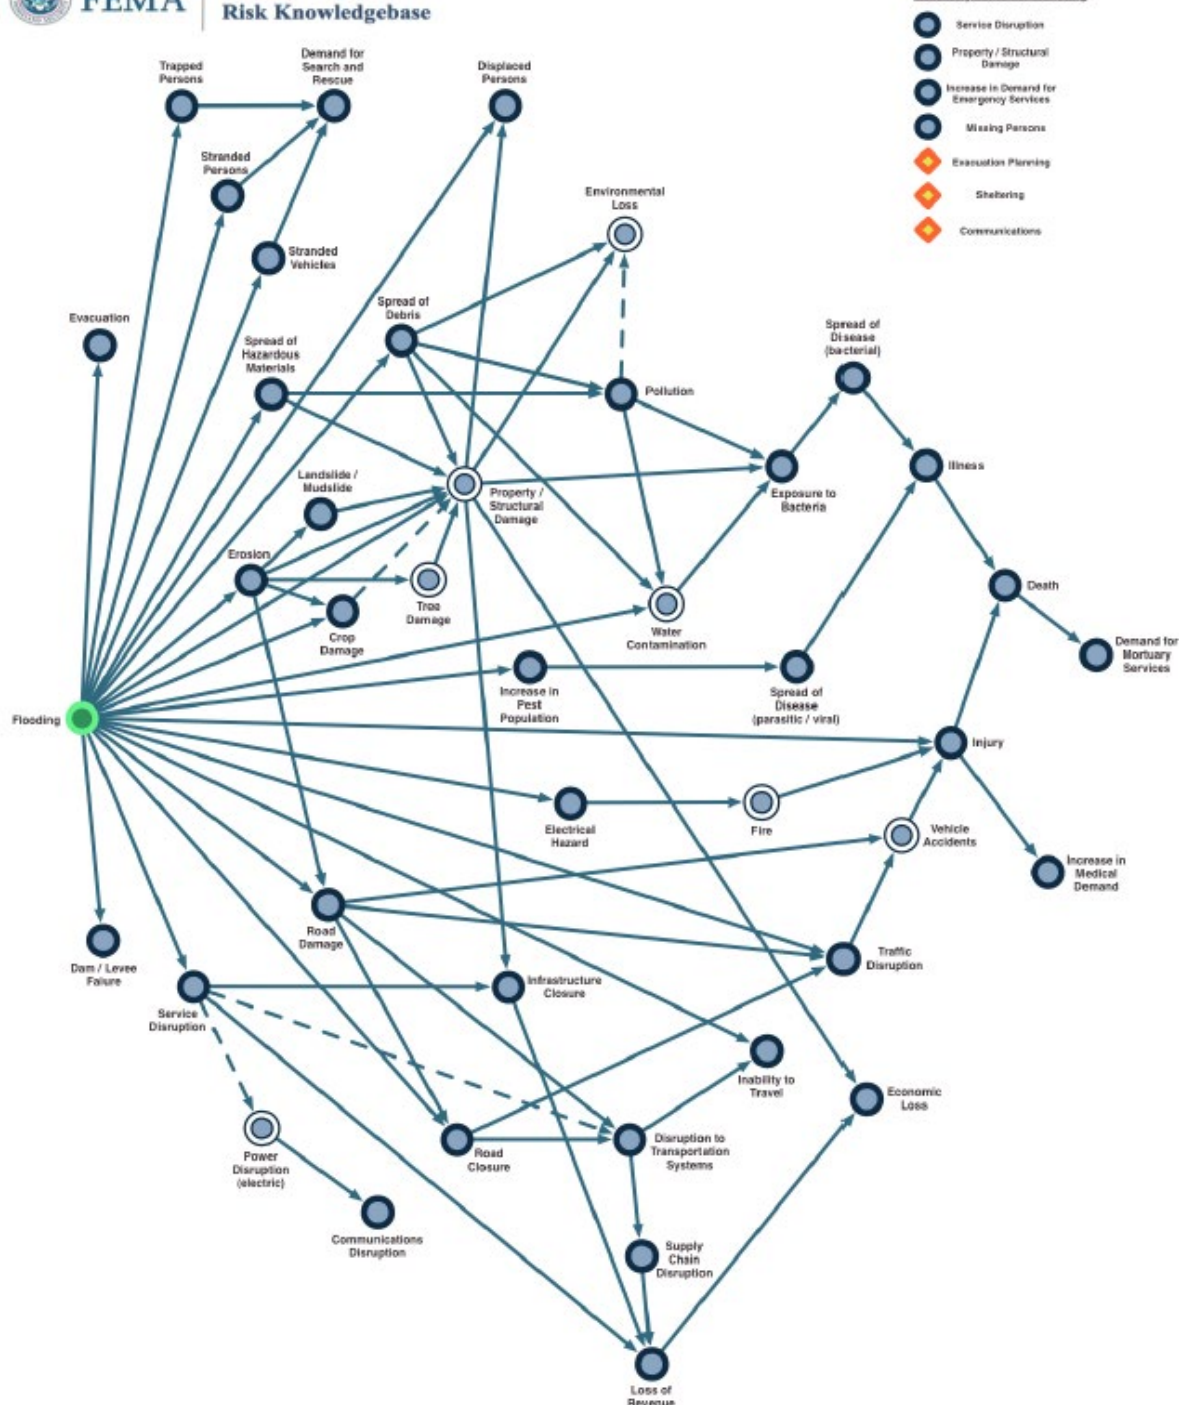 FEMA
Risk Knowledgebase
Service Disruption
Property / Structural
Damage
Increase in Demand for
Emergency Services
Missing Persons
Evacuation Planning
Sheltering
Communications
Trapped
Persons
Demand for
Search and
Rescue
Displaced
Persons
Stranded
Persons
Environmental
Loss
Stranded
Vehicles
Spread of
Debris
Evacuation
Spread of
Hazardous
Materials
Spread of
Disease
(bacterial)
Pollution
Landslide /
Mudslide
Property /
Structural
Damage
Exposure to
Bacteria
Illness
Erosion
Tree
Damage
Crop
Damage
Water
Contamination
Death
Demand for
Mortuary
Services
Increase in
Pest
Population
Spread of
Disease
(parasitic / viral)
Flooding
Injury
Electrical
Hazard
Fire
Vehicle
Accidents
Increase in
Medical
Demand
Road
Damage
Dam / Levee
Failure
Traffic
Disruption
Service
Disruption
Infrastructure
Closure
Inability to
Travel
Economic
Loss
Power
Disruption
(electric)
Road
Closure
Disruption to
Transportation
Systems
Communications
Disruption
Supply
Chain
Disruption
Loss of
Revenue